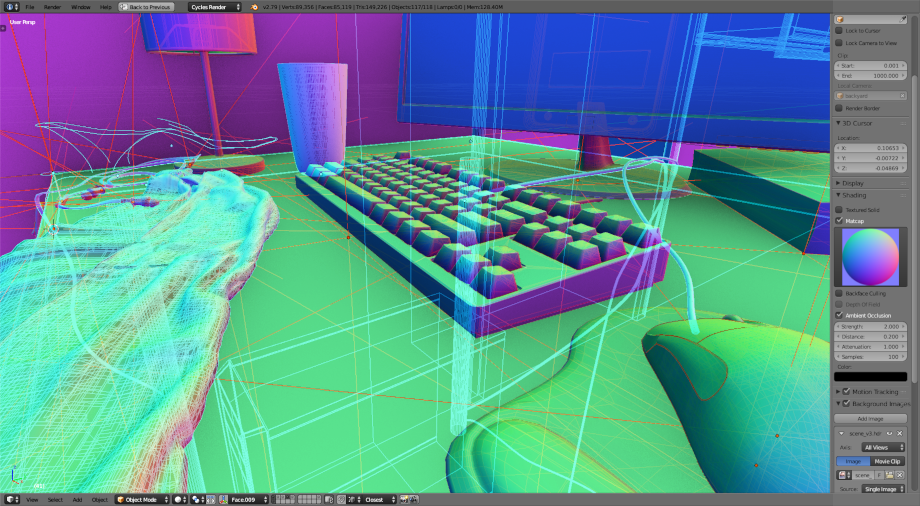 File Render Window Help Back to Previous Cycles Render v2.79 | Verts:89,356 | Faces:85,119 | Tris:149,226 | Objects:117/118 | Lamps:0/0 | Mem:128.40M
User Persp
Lock to Cursor
Lock Camera to View
Clip:
Start: 0.001
End: 1000.000
Local Camera:
Render Border
3D Cursor
Location:
X: 0.10653
Y: -0.00722
Z: -0.04869
Display
Shading
Textured Solid
Matcap
Backface Culling
Depth Of Field
Ambient Occlusion
Strength: 2.000
Distance: 0.200
Attenuation: 1.000
Samples: 100
Color:
Motion Tracking
Background Images
Add Image
Axis: All Views
Image Movie Clip
scene F
Source: Single Image
View Select Add Object Object Mode Face.009 Closest